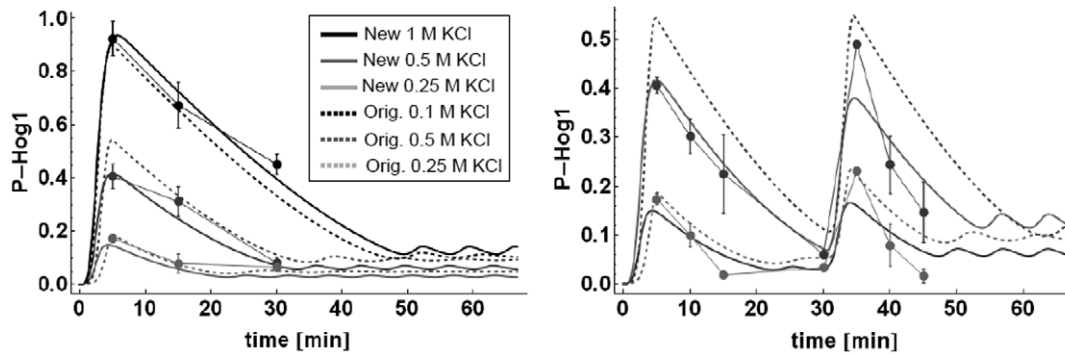 1.0
0.8
0.6
0.4
0.2
0.0
P-Hog1
New 1 M KCl
New 0.5 M KCl
New 0.25 M KCl
Orig. 0.1 M KCl
Orig. 0.5 M KCl
Orig. 0.25 M KCl
0 10 20 30 40 50 60
time [min]
0.5
0.4
0.3
0.2
0.1
0.0
P-Hog1
0 10 20 30 40 50 60
time [min]